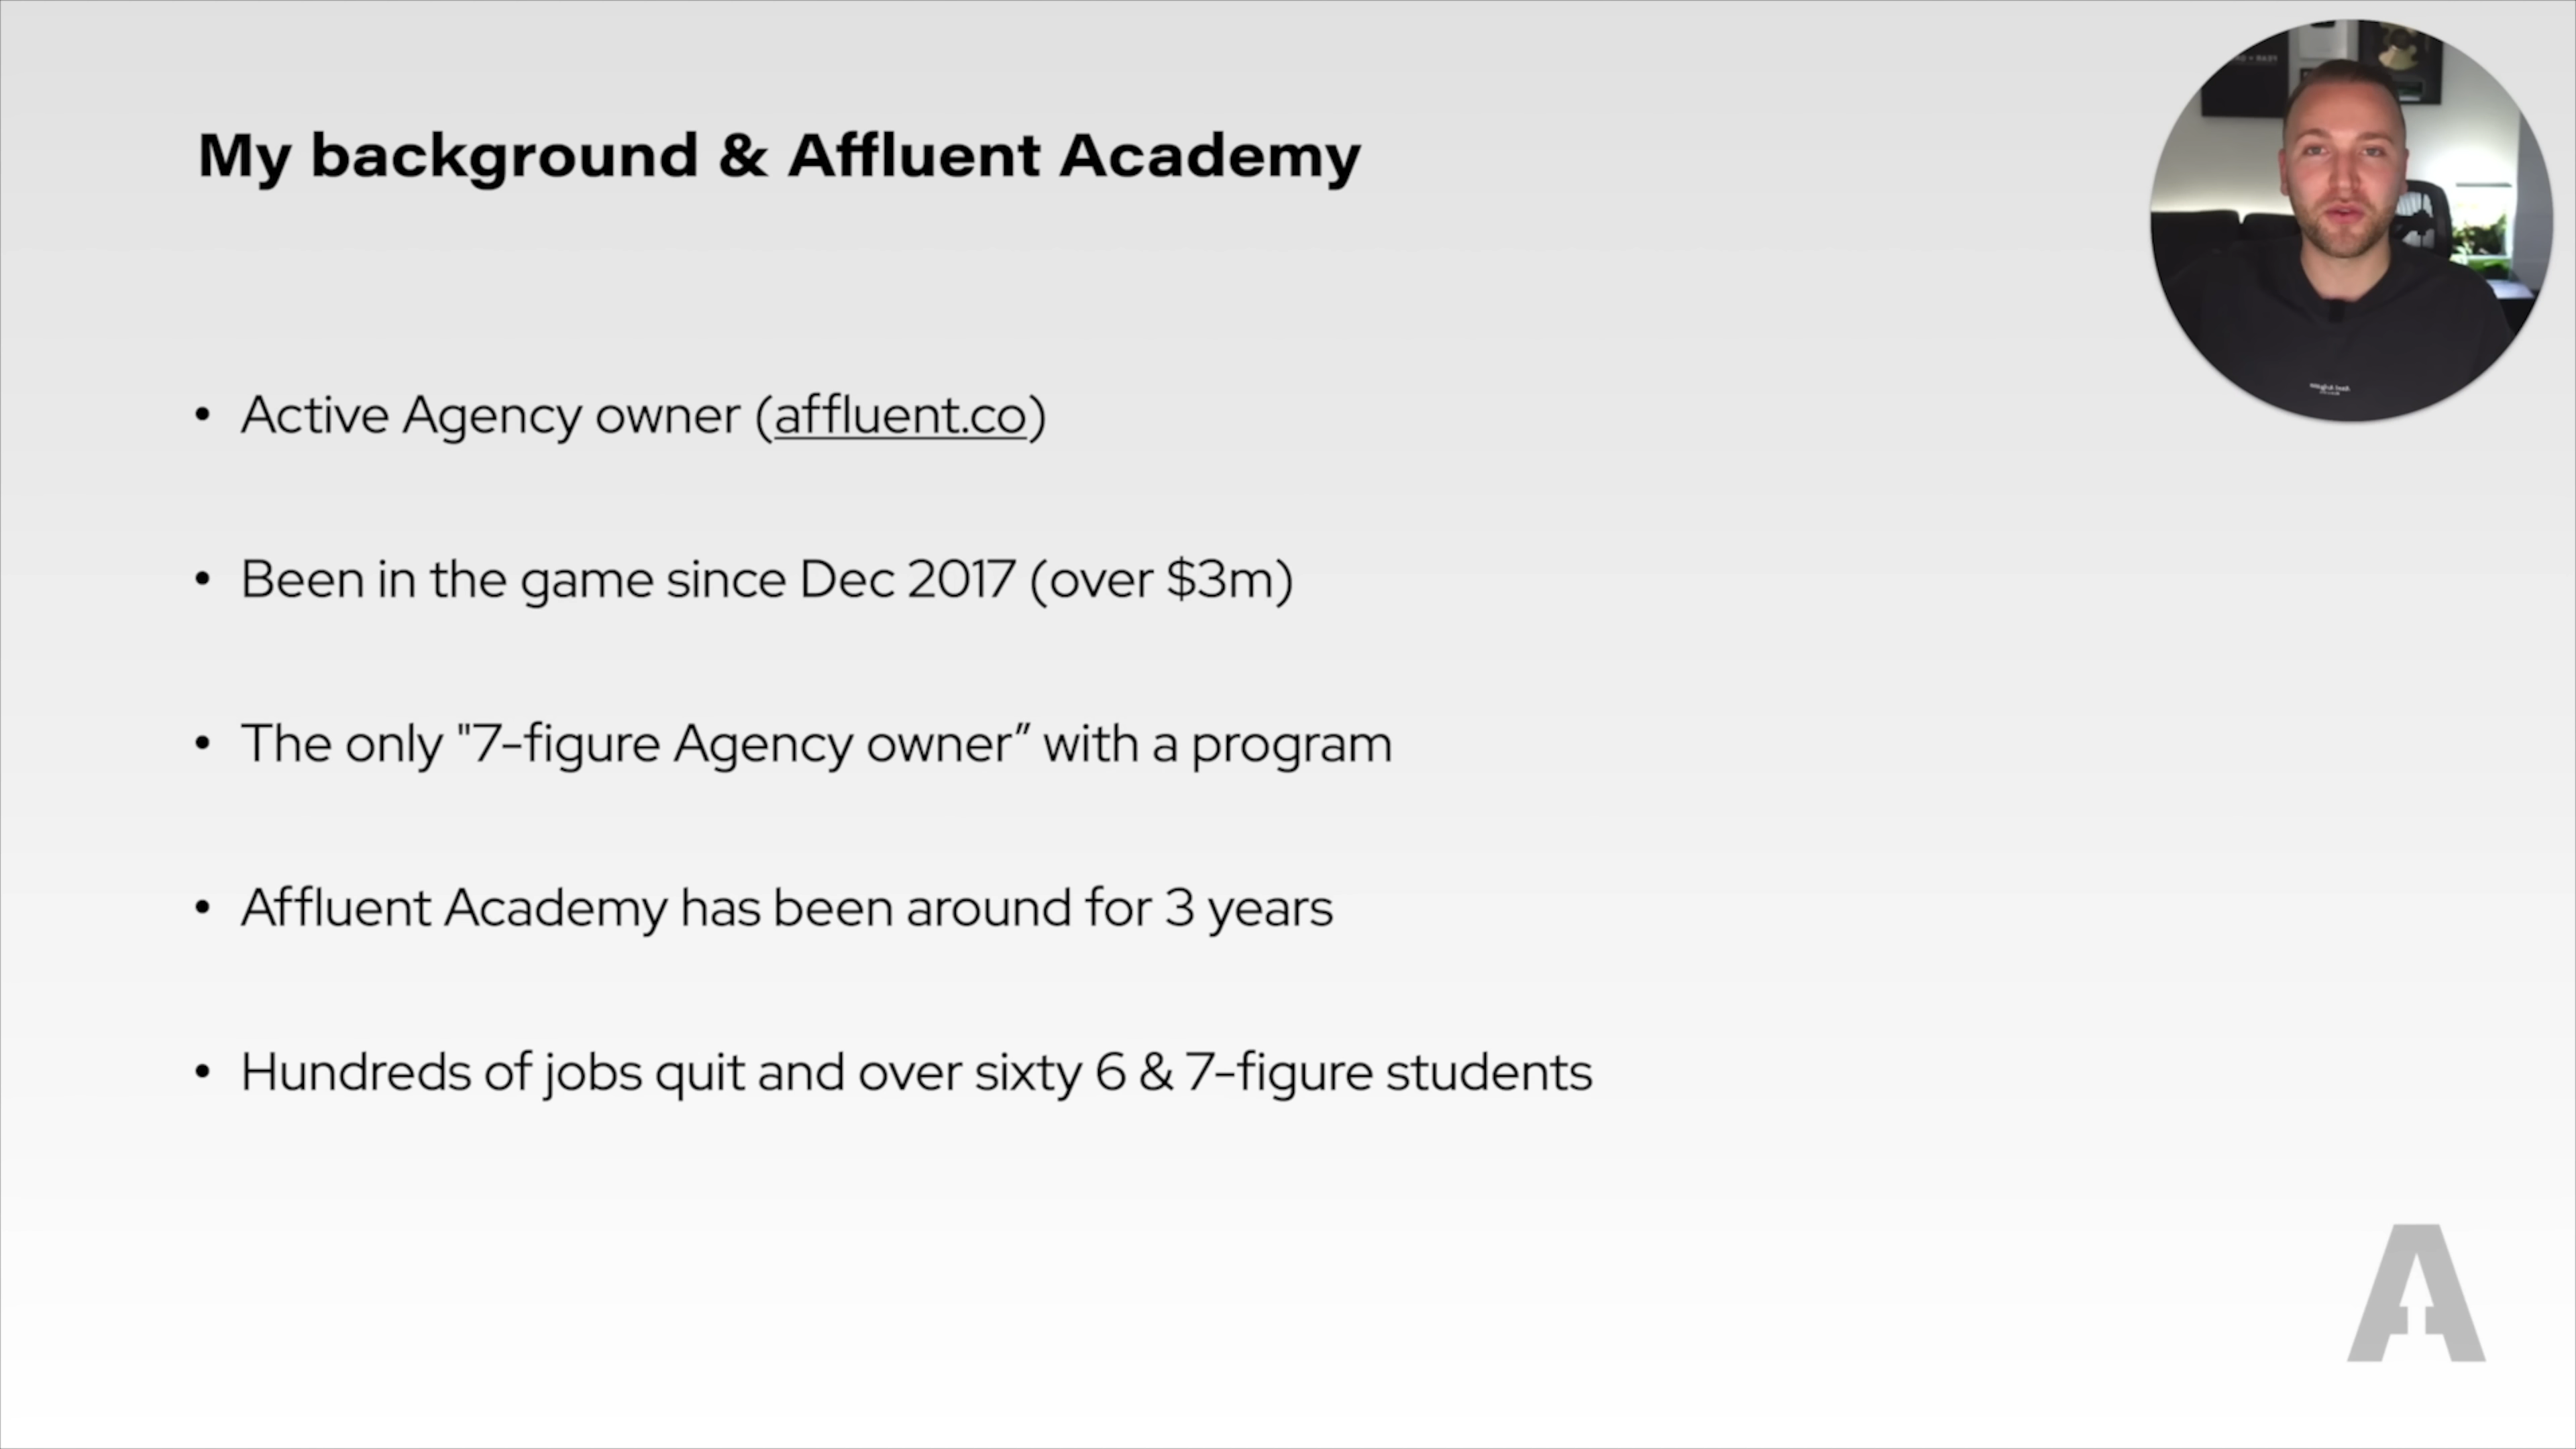 My background & Affluent Academy
• Active Agency owner (affluent.co)
• Been in the game since Dec 2017 (over $3m)
• The only "7-figure Agency owner” with a program
• Affluent Academy has been around for 3 years
• Hundreds of jobs quit and over sixty 6 & 7-figure students